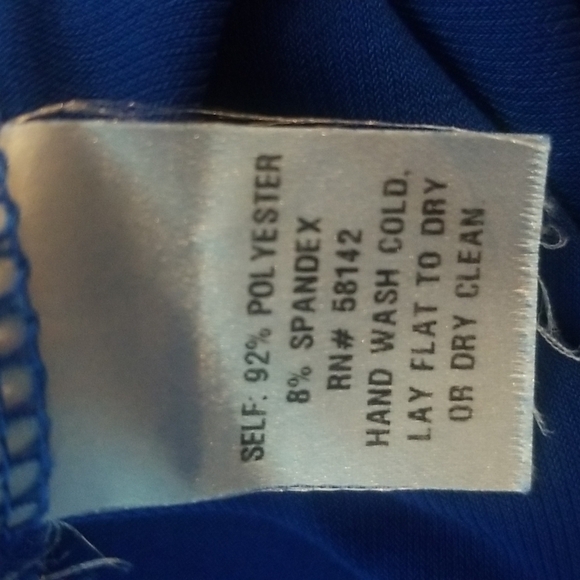 SELF: 92% POLYESTER
8% SPANDEX
RN# 58142
HAND WASH COLD,
LAY FLAT TO DRY
OR DRY CLEAN